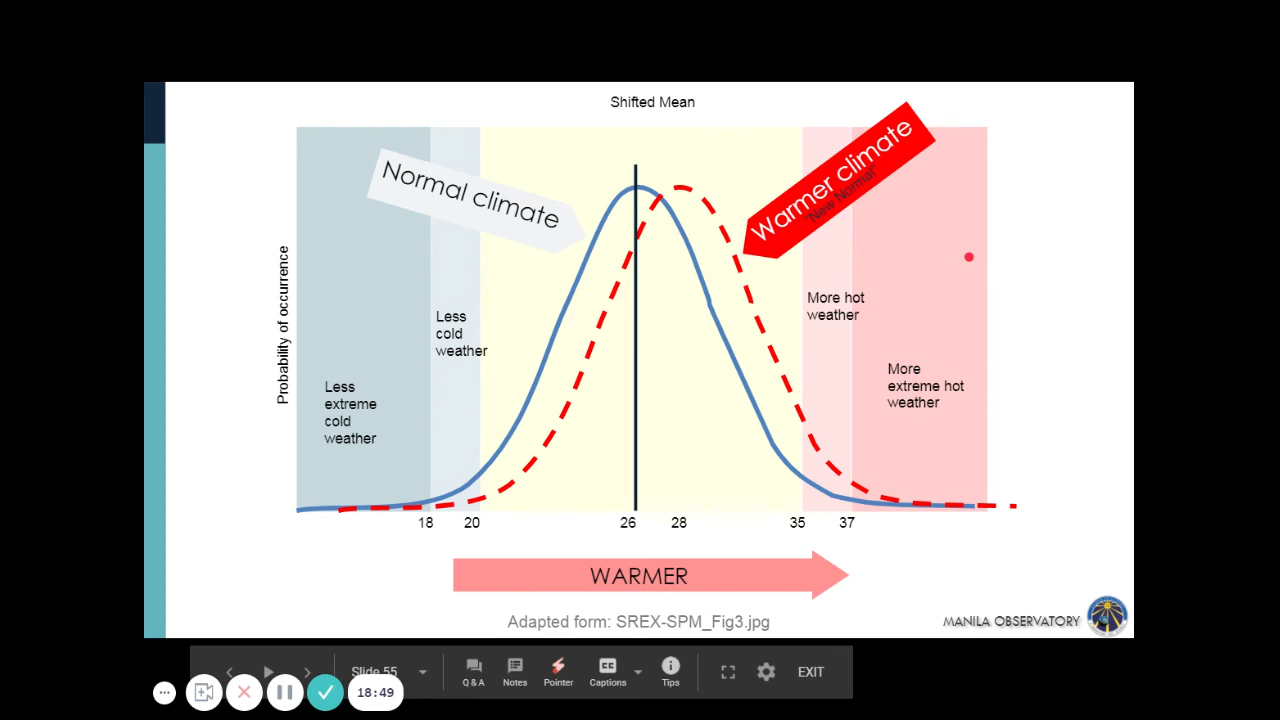 Shifted Mean
Normal climate
Warmer climate
"New Normal"
Probability of occurrence
Less
extreme
cold
weather
Less
cold
weather
More hot
weather
More
extreme hot
weather
18 20 26 28 35 37
WARMER
Adapted form: SREX-SPM_Fig3.jpg
MANILA OBSERVATORY
Slide 55
Q & A
Notes
Pointer
CC
Captions
Tips
EXIT
18:49